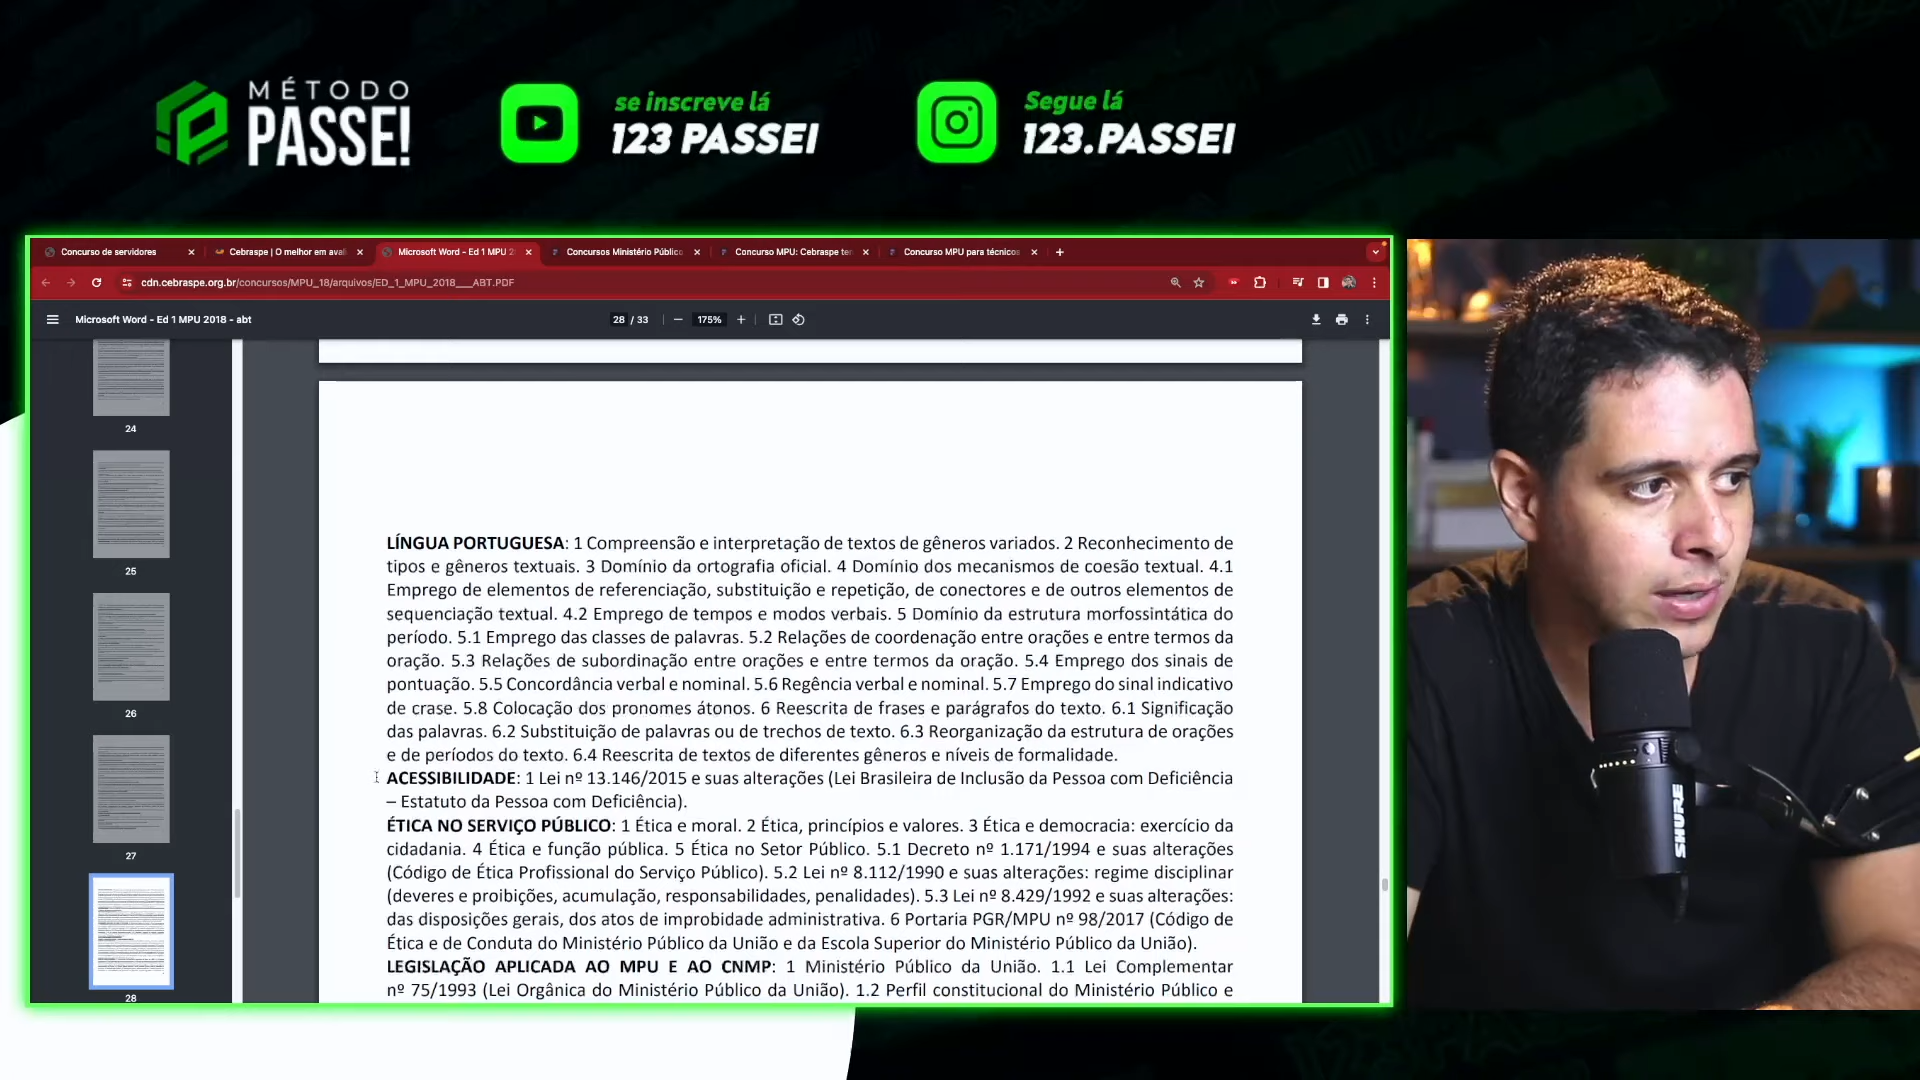 MÉTODO
PASSE!
se inscreve lá
123 PASSEI
Segue lá
123.PASSEI
Concurso de servidores
Cebraspe | O melhor em avali
Microsoft Word - Ed 1 MPU 2
Concursos Ministério Público
Concurso MPU: Cebraspe te
Concurso MPU para técnicos
cdn.cebraspe.org.br/concursos/MPU_18/arquivos/ED_1_MPU_2018___ABT.PDF
Microsoft Word - Ed 1 MPU 2018 - abt
28 / 33
175%
24
25
26
27
28
LÍNGUA PORTUGUESA: 1 Compreensão e interpretação de textos de gêneros variados. 2 Reconhecimento de
tipos e gêneros textuais. 3 Domínio da ortografia oficial. 4 Domínio dos mecanismos de coesão textual. 4.1
Emprego de elementos de referenciação, substituição e repetição, de conectores e de outros elementos de
sequenciação textual. 4.2 Emprego de tempos e modos verbais. 5 Domínio da estrutura morfossintática do
período. 5.1 Emprego das classes de palavras. 5.2 Relações de coordenação entre orações e entre termos da
oração. 5.3 Relações de subordinação entre orações e entre termos da oração. 5.4 Emprego dos sinais de
pontuação. 5.5 Concordância verbal e nominal. 5.6 Regência verbal e nominal. 5.7 Emprego do sinal indicativo
de crase. 5.8 Colocação dos pronomes átonos. 6 Reescrita de frases e parágrafos do texto. 6.1 Significação
das palavras. 6.2 Substituição de palavras ou de trechos de texto. 6.3 Reorganização da estrutura de orações
e de períodos do texto. 6.4 Reescrita de textos de diferentes gêneros e níveis de formalidade.
ACESSIBILIDADE: 1 Lei nº 13.146/2015 e suas alterações (Lei Brasileira de Inclusão da Pessoa com Deficiência
– Estatuto da Pessoa com Deficiência).
ÉTICA NO SERVIÇO PÚBLICO: 1 Ética e moral. 2 Ética, princípios e valores. 3 Ética e democracia: exercício da
cidadania. 4 Ética e função pública. 5 Ética no Setor Público. 5.1 Decreto nº 1.171/1994 e suas alterações
(Código de Ética Profissional do Serviço Público). 5.2 Lei nº 8.112/1990 e suas alterações: regime disciplinar
(deveres e proibições, acumulação, responsabilidades, penalidades). 5.3 Lei nº 8.429/1992 e suas alterações:
das disposições gerais, dos atos de improbidade administrativa. 6 Portaria PGR/MPU nº 98/2017 (Código de
Ética e de Conduta do Ministério Público da União e da Escola Superior do Ministério Público da União).
LEGISLAÇÃO APLICADA AO MPU E AO CNMP: 1 Ministério Público da União. 1.1 Lei Complementar
nº 75/1993 (Lei Orgânica do Ministério Público da União). 1.2 Perfil constitucional do Ministério Público e
SHURE